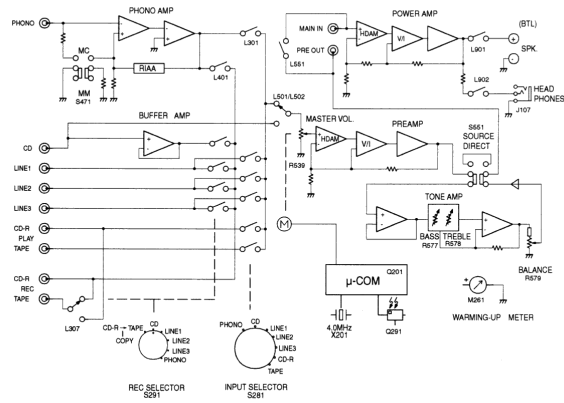 PHONO AMP
PHONO
MC
MM
S471
RIAA
L301
L401
MAIN IN
PRE OUT
L551
HDAM
V/I
POWER AMP
L901
(BTL)
SPK.
L902
HEAD
PHONES
J107
BUFFER AMP
L501/L502
MASTER VOL.
R539
HDAM
V/I
PREAMP
S551
SOURCE
DIRECT
CD
LINE1
LINE2
LINE3
CD-R
PLAY
TAPE
CD-R
REC
TAPE
L307
M
TONE AMP
BASS
R577
TREBLE
R578
BALANCE
R579
Q201
μ-COM
4.0MHz
X201
Q291
M261
WARMING-UP METER
CD-R → TAPE
COPY
CD
LINE1
LINE2
LINE3
PHONO
REC SELECTOR
S291
PHONO
CD
LINE1
LINE2
LINE3
CD-R
TAPE
INPUT SELECTOR
S281